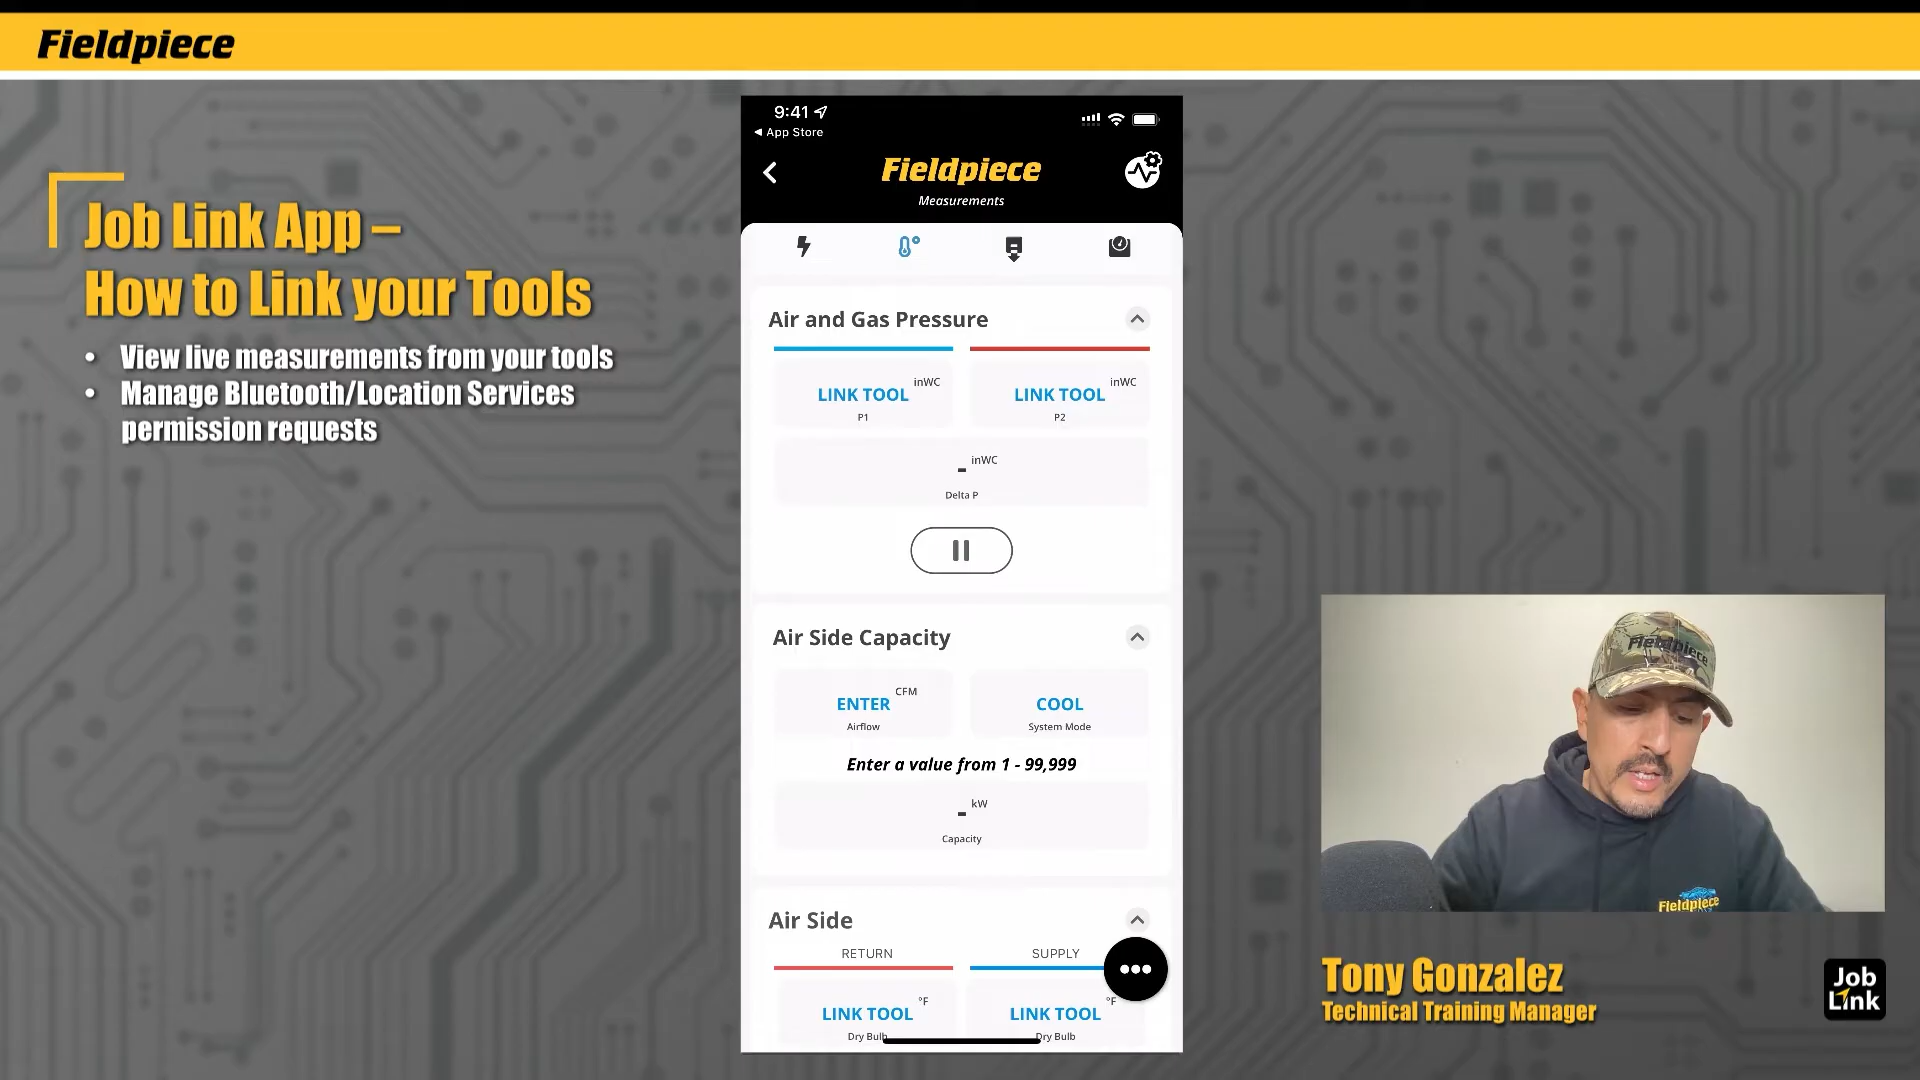 Fieldpiece
Job Link App –
How to Link your Tools
• View live measurements from your tools
• Manage Bluetooth/Location Services
permission requests
9:41
◂ App Store
Fieldpiece
Measurements
Air and Gas Pressure
LINK TOOL inWC
P1
LINK TOOL inWC
P2
- inWC
Delta P
Air Side Capacity
ENTER CFM
Airflow
COOL
System Mode
Enter a value from 1 - 99,999
- kW
Capacity
Air Side
RETURN
SUPPLY
LINK TOOL °F
Dry Bulb
LINK TOOL °F
Dry Bulb
Fieldpiece
Fieldpiece
Tony Gonzalez
Technical Training Manager
Job
Link